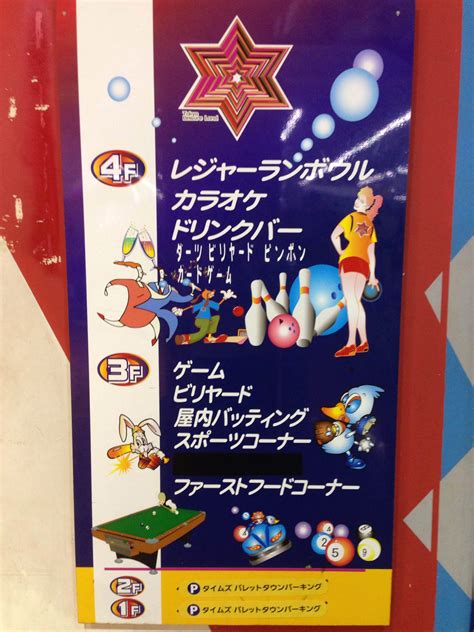 Tokyo
Leisure Land
4F
レジャーランボウル
カラオケ
ドリンクバー
ダーツ ビリヤード ピンポン
カードゲーム
3F
ゲーム
ビリヤード
屋内バッティング
スポーツコーナー
ファーストフードコーナー
2F
P タイムズ パレットタウンパーキング
1F
P タイムズ パレットタウンパーキング